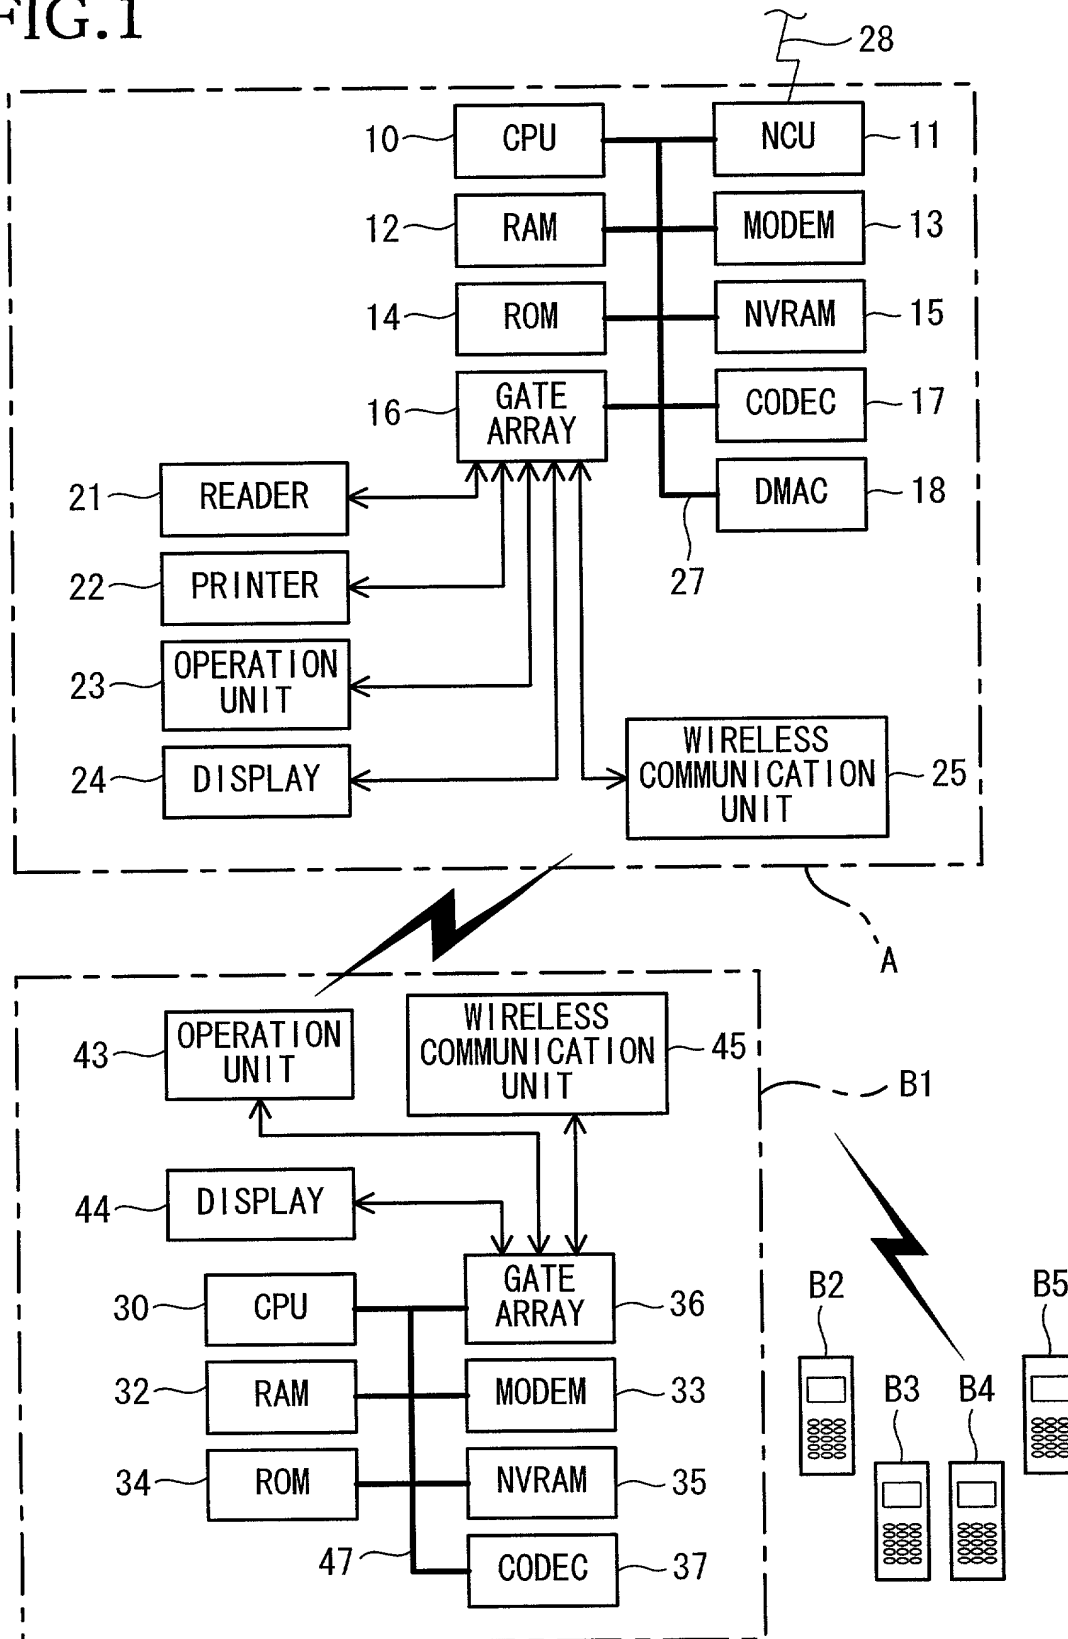 FIG.1
28
10 CPU NCU 11
12 RAM MODEM 13
14 ROM NVRAM 15
16 GATE ARRAY CODEC 17
21 READER DMAC 18
22 PRINTER 27
23 OPERATION UNIT
24 DISPLAY
WIRELESS
COMMUNICATION 25
UNIT
A
43 OPERATION UNIT
WIRELESS
COMMUNICATION 45
UNIT
B1
44 DISPLAY
30 CPU GATE ARRAY 36
32 RAM MODEM 33
34 ROM NVRAM 35
47 CODEC 37
B2 B5
B3 B4